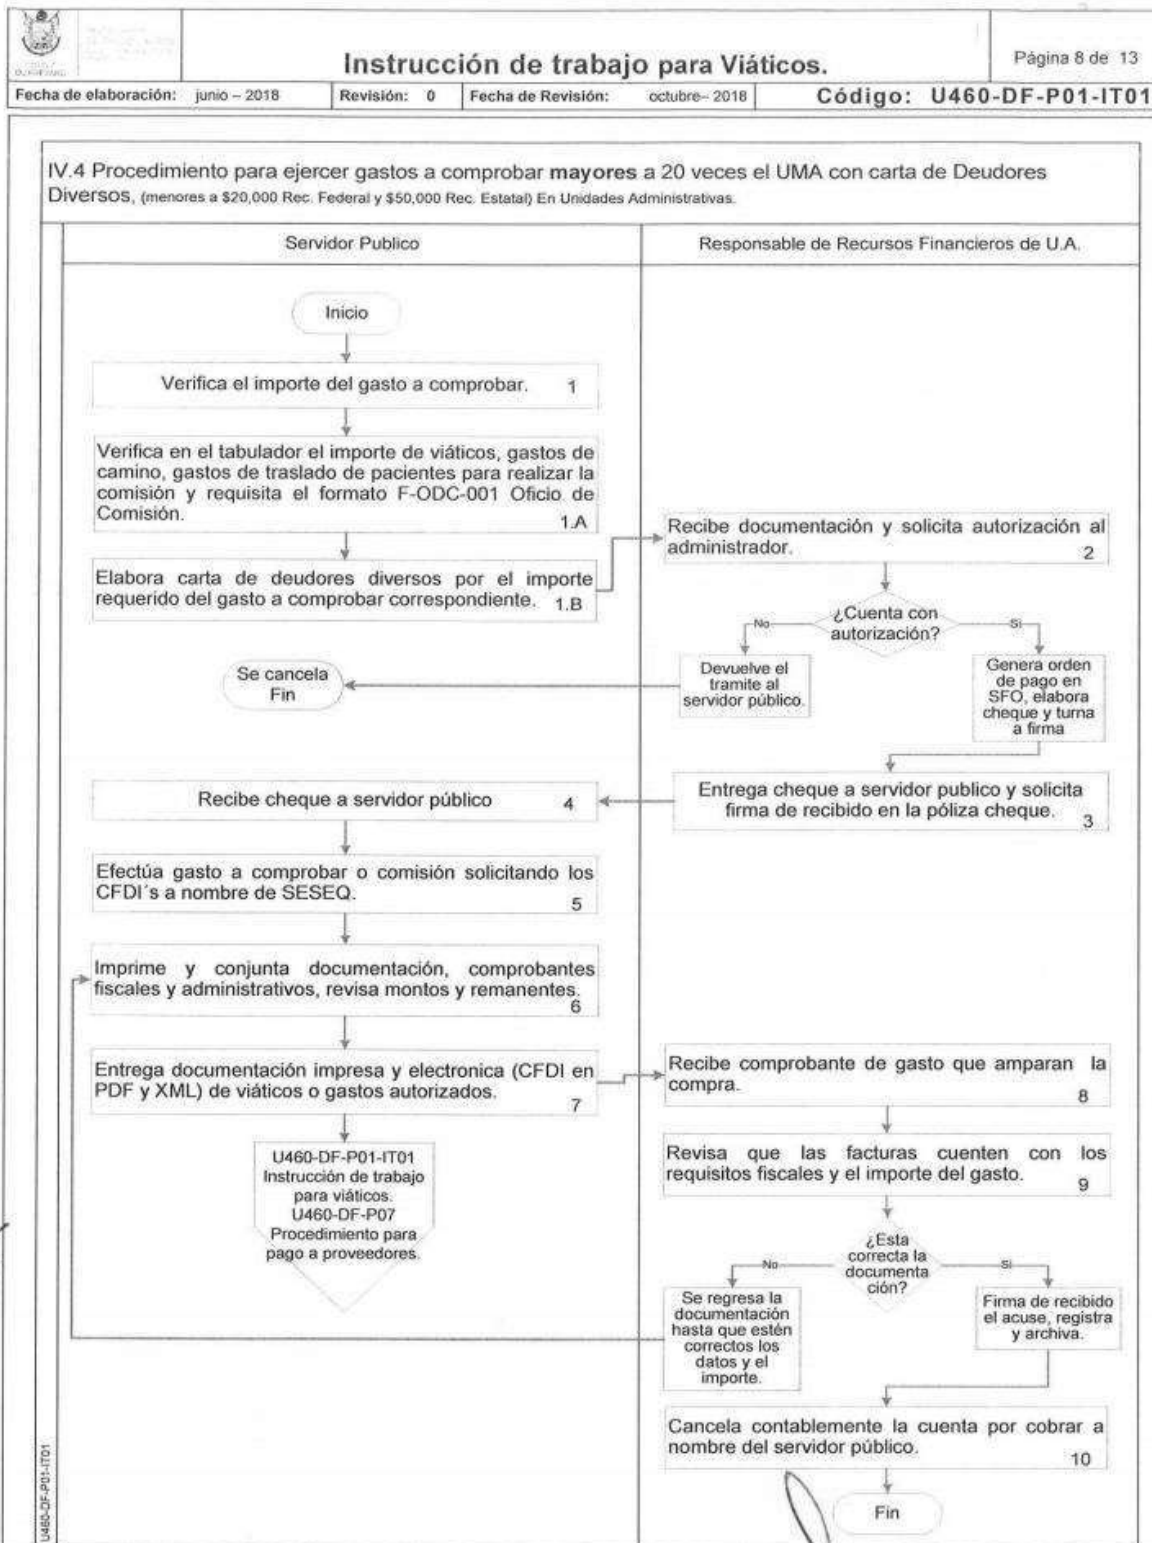 Instrucción de trabajo para Viáticos.
Página 8 de 13
Fecha de elaboración: junio – 2018
Revisión: 0
Fecha de Revisión: octubre– 2018
Código: U460-DF-P01-IT01
IV.4 Procedimiento para ejercer gastos a comprobar mayores a 20 veces el UMA con carta de Deudores
Diversos, (menores a $20,000 Rec. Federal y $50,000 Rec. Estatal) En Unidades Administrativas.
Servidor Publico
Responsable de Recursos Financieros de U.A.
Inicio
Verifica el importe del gasto a comprobar. 1
Verifica en el tabulador el importe de viáticos, gastos de
camino, gastos de traslado de pacientes para realizar la
comisión y requisita el formato F-ODC-001 Oficio de
Comisión. 1.A
Elabora carta de deudores diversos por el importe
requerido del gasto a comprobar correspondiente. 1.B
Recibe documentación y solicita autorización al
administrador. 2
¿Cuenta con
autorización?
No
Si
Devuelve el
tramite al
servidor público.
Se cancela
Fin
Genera orden
de pago en
SFO, elabora
cheque y turna
a firma
Entrega cheque a servidor publico y solicita
firma de recibido en la póliza cheque. 3
Recibe cheque a servidor público 4
Efectúa gasto a comprobar o comisión solicitando los
CFDI´s a nombre de SESEQ. 5
Imprime y conjunta documentación, comprobantes
fiscales y administrativos, revisa montos y remanentes. 6
Entrega documentación impresa y electronica (CFDI en
PDF y XML) de viáticos o gastos autorizados. 7
U460-DF-P01-IT01
Instrucción de trabajo
para viáticos.
U460-DF-P07
Procedimiento para
pago a proveedores.
Recibe comprobante de gasto que amparan la
compra. 8
Revisa que las facturas cuenten con los
requisitos fiscales y el importe del gasto. 9
¿Esta
correcta la
documenta
ción?
No
Si
Se regresa la
documentación
hasta que estén
correctos los
datos y el
importe.
Firma de recibido
el acuse, registra
y archiva.
Cancela contablemente la cuenta por cobrar a
nombre del servidor público. 10
Fin
U460-DF-P01-IT01